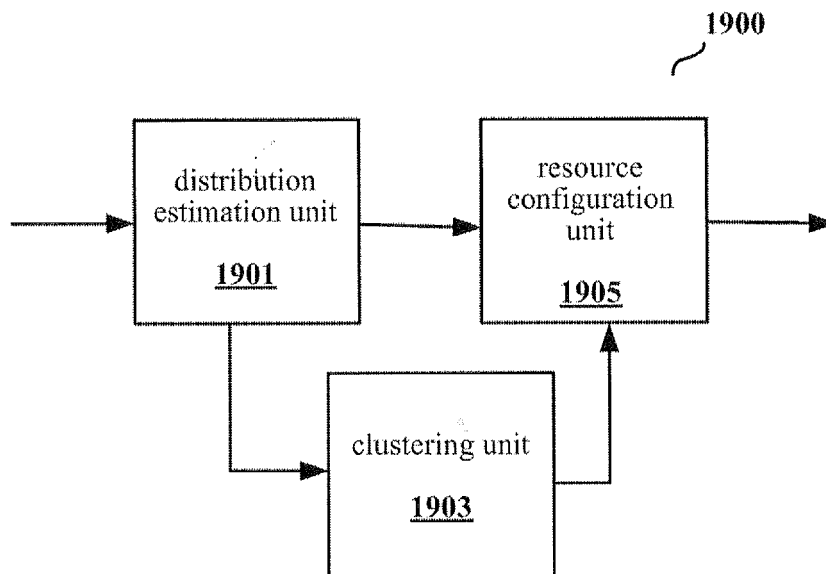 1900
distribution
estimation unit
1901
resource
configuration
unit
1905
clustering unit
1903